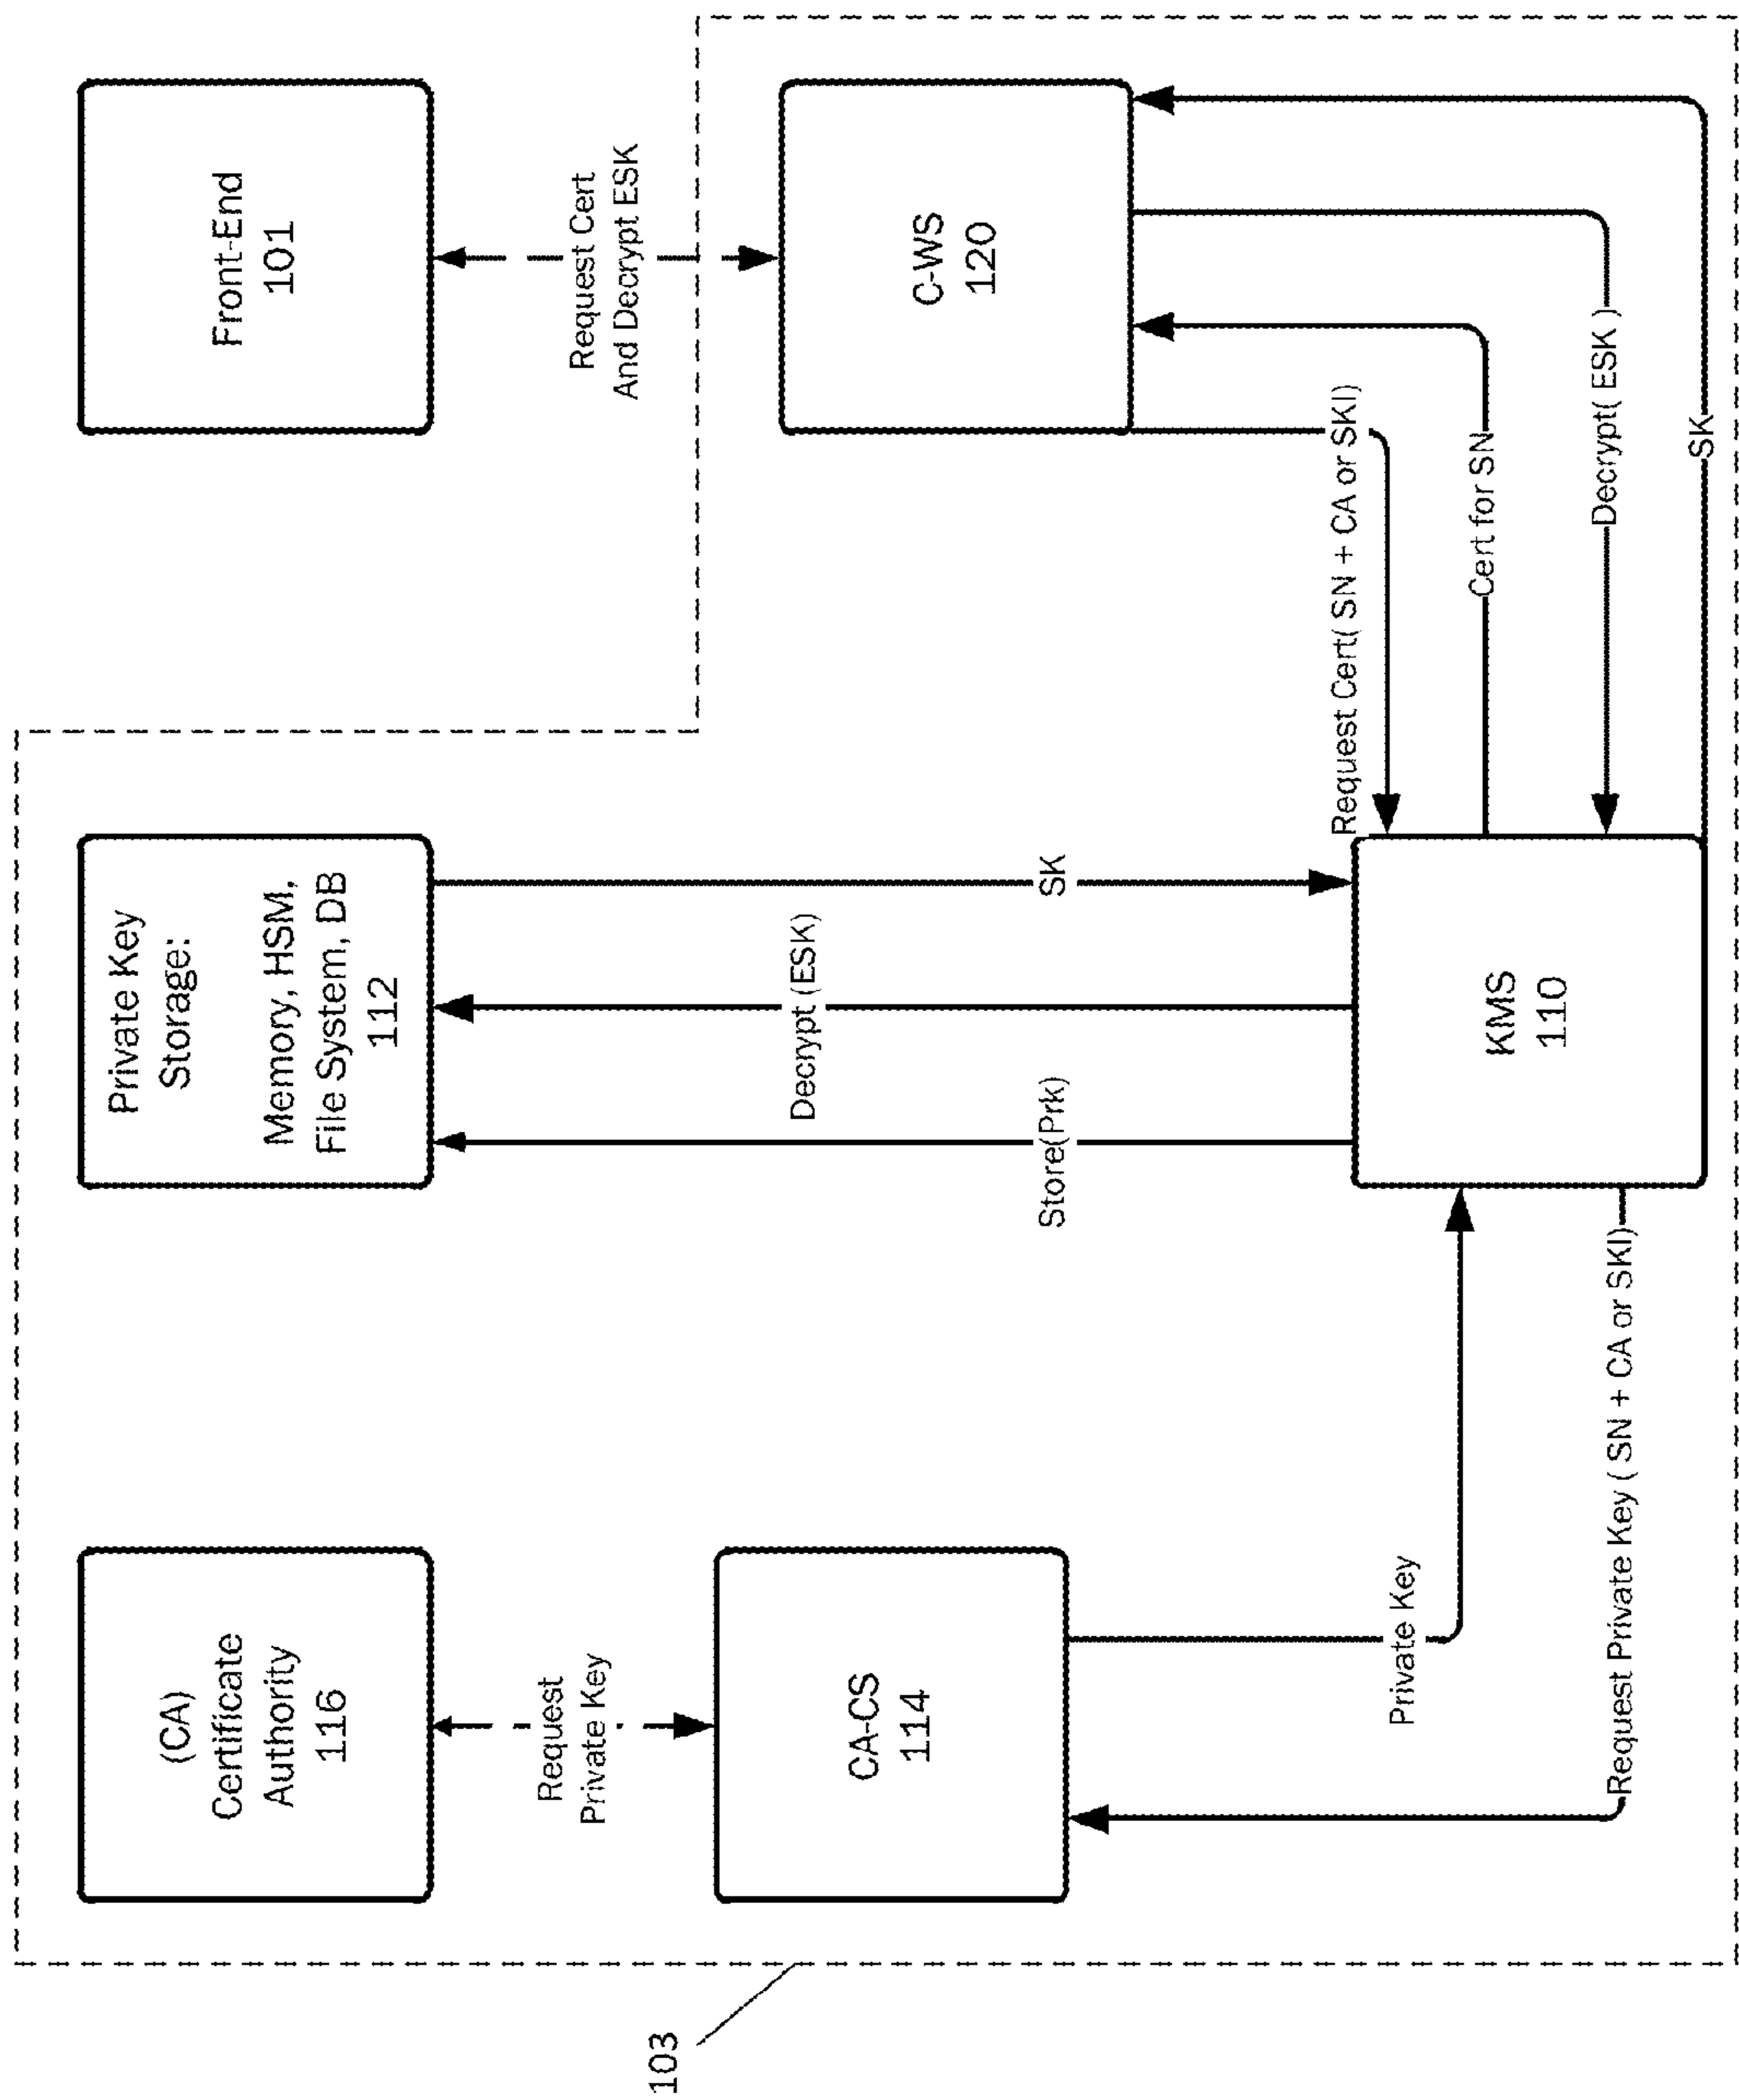 103
(CA)
Certificate
Authority
116
Request
Private Key
CA-CS
114
Private Key
Request Private Key ( SN + CA or SKI)
Private Key
Storage:
Memory, HSM,
File System, DB
112
Store(Prk)
Decrypt (ESK)
SK
KMS
110
Front-End
101
Request Cert
And Decrypt ESK
C-WS
120
Request Cert( SN + CA or SKI)
Cert for SN
Decrypt( ESK )
SK